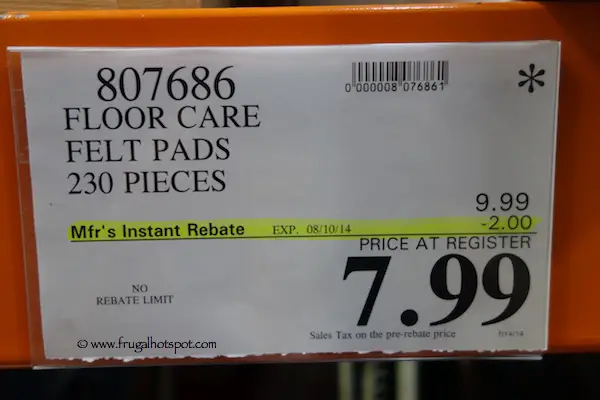 807686
FLOOR CARE
FELT PADS
230 PIECES
0 000008 076861
*
9.99
Mfr's Instant Rebate EXP. 08/10/14 -2.00
PRICE AT REGISTER
7.99
NO
REBATE LIMIT
Sales Tax on the pre-rebate price
© www.frugalhotspot.com